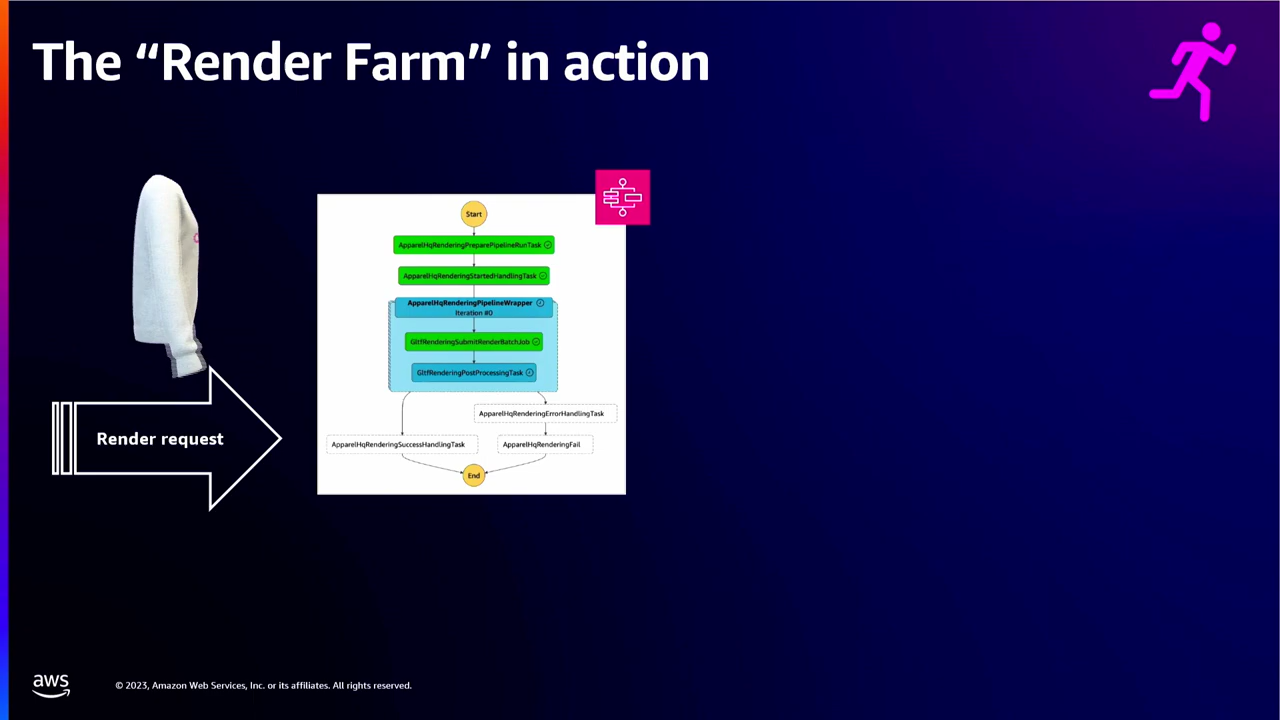 The “Render Farm” in action
Start
ApparelHqRenderingPreparePipelineRunTask
ApparelHqRenderingStartedHandlingTask
ApparelHqRenderingPipelineWrapper
Iteration #0
GltfRenderingSubmitRenderBatchJob
GltfRenderingPostProcessingTask
ApparelHqRenderingErrorHandlingTask
ApparelHqRenderingSuccessHandlingTask
ApparelHqRenderingFail
End
Render request
aws
© 2023, Amazon Web Services, Inc. or its affiliates. All rights reserved.